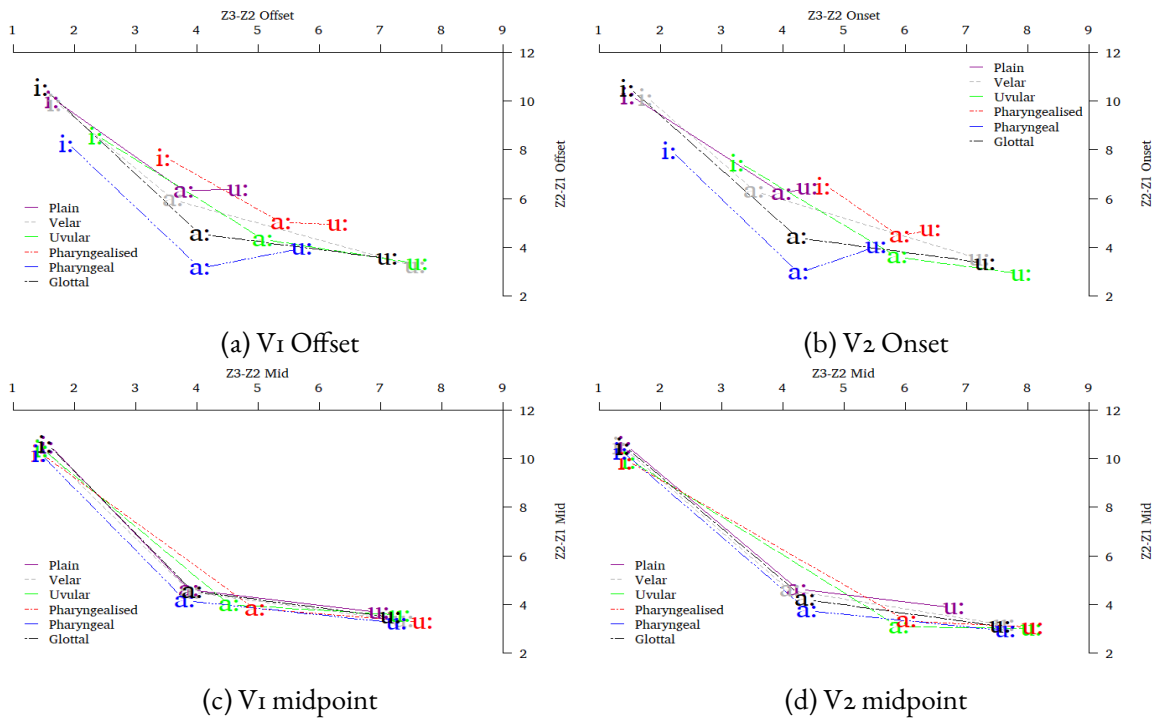 Z3-Z2 Offset
1 2 3 4 5 6 7 8 9
12
10
8
6
4
2
Z2-Z1 Offset
i: i: i: i: i: i:
a: a: a: a: a: a:
u: u: u: u: u: u:
Plain
Velar
Uvular
Pharyngealised
Pharyngeal
Glottal
(a) V1 Offset
Z3-Z2 Onset
1 2 3 4 5 6 7 8 9
12
10
8
6
4
2
Z2-Z1 Onset
Plain
Velar
Uvular
Pharyngealised
Pharyngeal
Glottal
i: i: i: i: i: i:
a: a: a: a: a: a:
u: u: u: u: u: u:
(b) V2 Onset
Z3-Z2 Mid
1 2 3 4 5 6 7 8 9
12
10
8
6
4
2
Z2-Z1 Mid
i:
a: a: a: a:
u: u: u: u: u:
Plain
Velar
Uvular
Pharyngealised
Pharyngeal
Glottal
(c) V1 midpoint
Z3-Z2 Mid
1 2 3 4 5 6 7 8 9
12
10
8
6
4
2
Z2-Z1 Mid
i: i:
a: a: a: a: a: a:
u: u: u: u:
Plain
Velar
Uvular
Pharyngealised
Pharyngeal
Glottal
(d) V2 midpoint